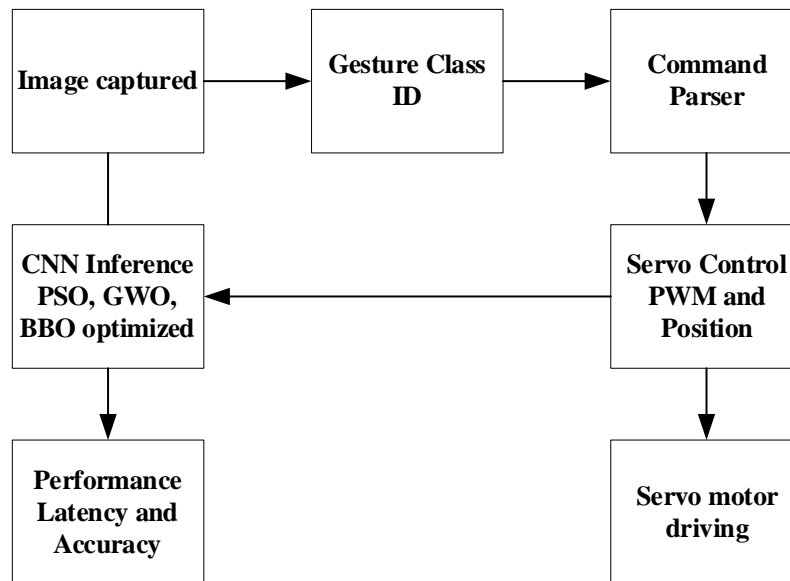 Image captured
Gesture Class
ID
Command
Parser
CNN Inference
PSO, GWO,
BBO optimized
Servo Control
PWM and
Position
Performance
Latency and
Accuracy
Servo motor
driving